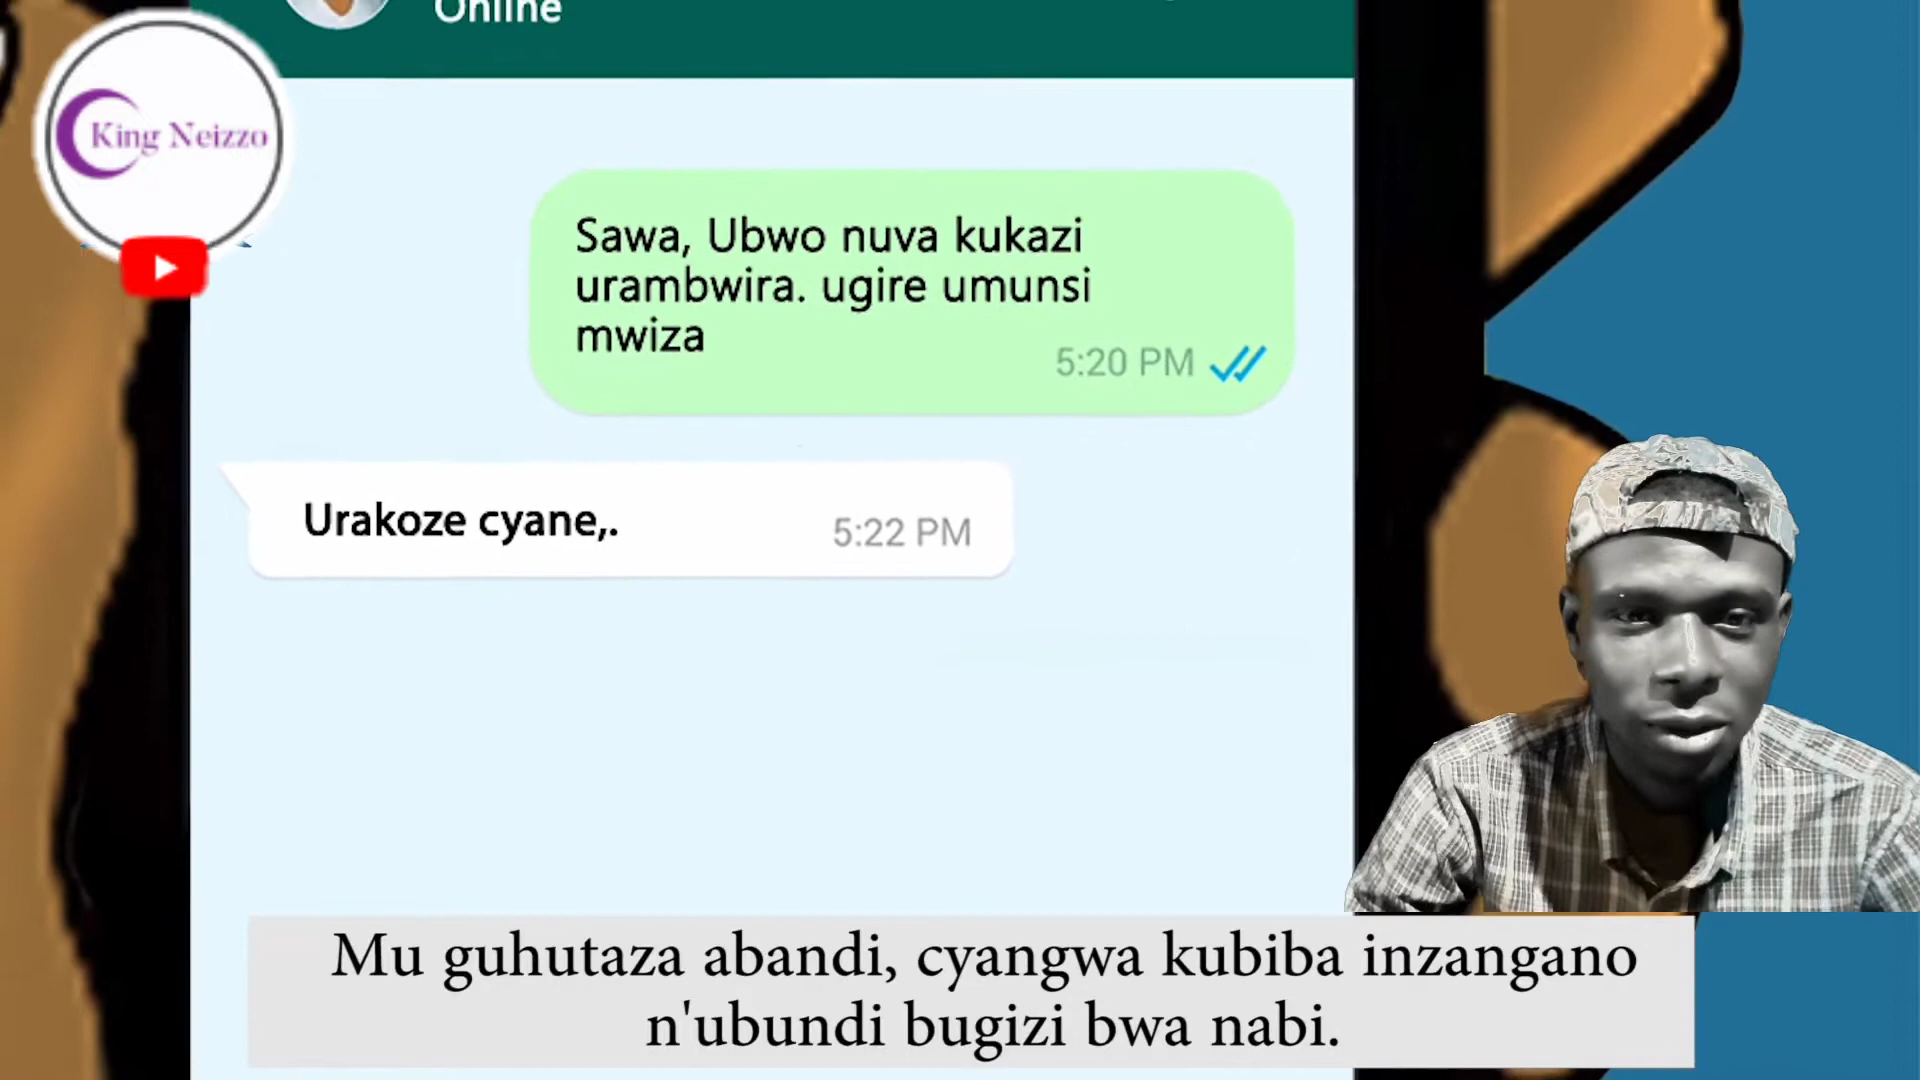 Online
King Neizzo
Sawa, Ubwo nuva kukazi
urambwira. ugire umunsi
mwiza
5:20 PM
Urakoze cyane,.
5:22 PM
Mu guhutaza abandi, cyangwa kubiba inzangano
n'ubundi bugizi bwa nabi.